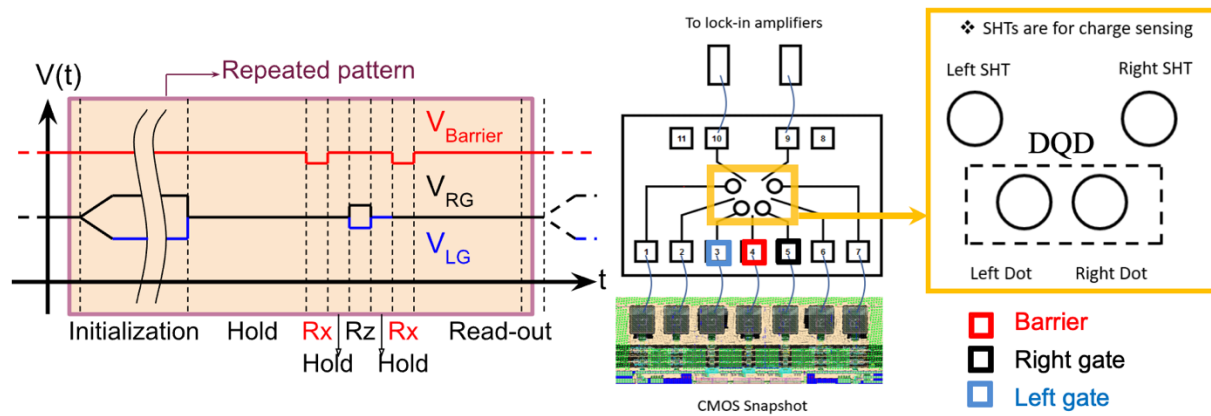 V(t)
Repeated pattern
V_Barrier
V_RG
V_LG
t
Initialization
Hold
Rx
Rz
Rx
Read-out
Hold
Hold
To lock-in amplifiers
11
10
9
8
1
2
3
4
5
6
7
CMOS Snapshot
❖ SHTs are for charge sensing
Left SHT
Right SHT
DQD
Left Dot
Right Dot
Barrier
Right gate
Left gate